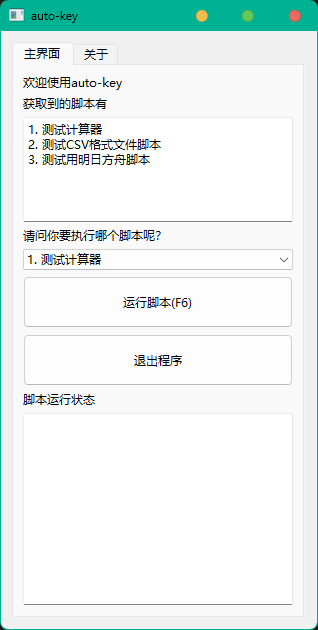 auto-key
主界面
关于
欢迎使用auto-key
获取到的脚本有
1. 测试计算器
2. 测试CSV格式文件脚本
3. 测试用明日方舟脚本
请问你要执行哪个脚本呢?
1. 测试计算器
运行脚本(F6)
退出程序
脚本运行状态